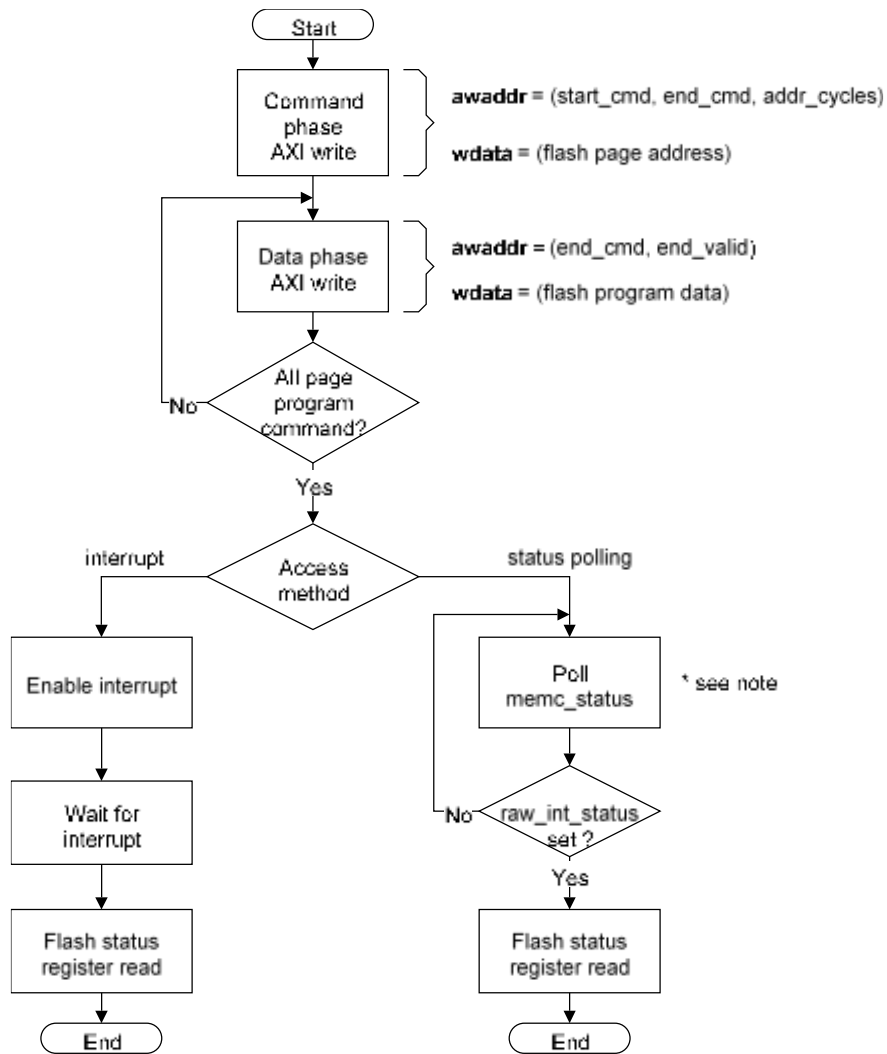 Start
Command
phase
AXI write
awaddr = (start_cmd, end_cmd, addr_cycles)
wdata = (flash page address)
Data phase
AXI write
awaddr = (end_cmd, end_valid)
wdata = (flash program data)
All page
program
command?
No
Yes
Access
method
interrupt
status polling
Enable interrupt
Poll
memc_status
* see note
Wait for
interrupt
raw_int_status
set ?
No
Yes
Flash status
register read
Flash status
register read
End
End